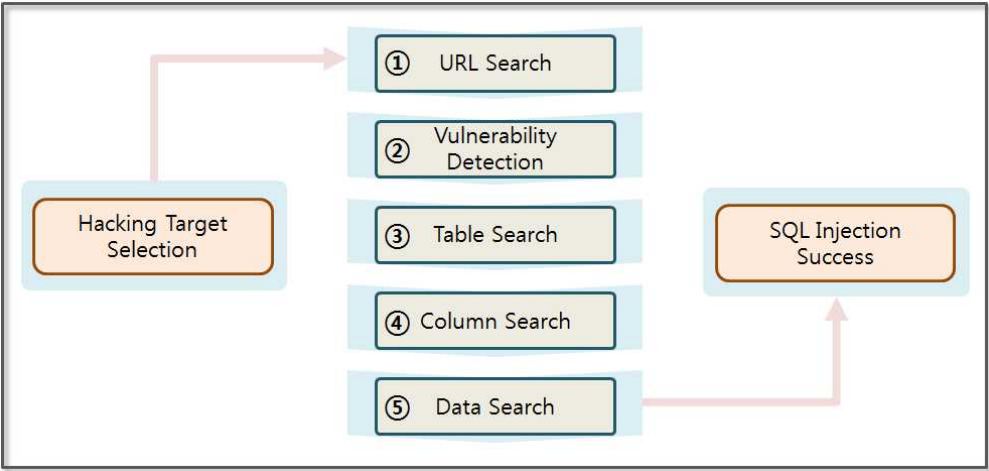 Hacking Target
Selection
① URL Search
② Vulnerability
Detection
③ Table Search
④ Column Search
⑤ Data Search
SQL Injection
Success